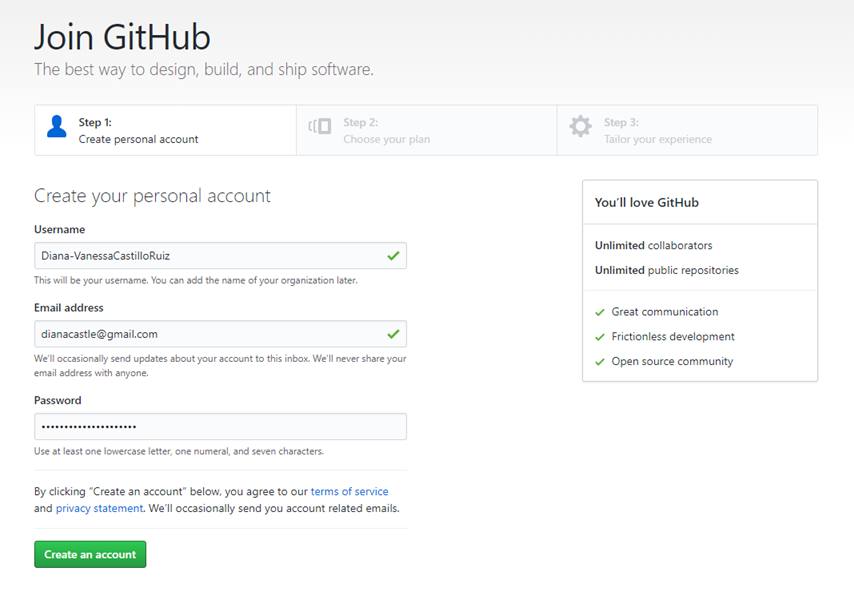 Join GitHub
The best way to design, build, and ship software.
Step 1:
Create personal account
Step 2:
Choose your plan
Step 3:
Tailor your experience
Create your personal account
Username
Diana-VanessaCastilloRuiz
This will be your username. You can add the name of your organization later.
Email address
dianacastle@gmail.com
We'll occasionally send updates about your account to this inbox. We'll never share your
email address with anyone.
Password
•••••••••••••••••••••
Use at least one lowercase letter, one numeral, and seven characters.
By clicking "Create an account" below, you agree to our terms of service
and privacy statement. We'll occasionally send you account related emails.
Create an account
You'll love GitHub
Unlimited collaborators
Unlimited public repositories
Great communication
Frictionless development
Open source community